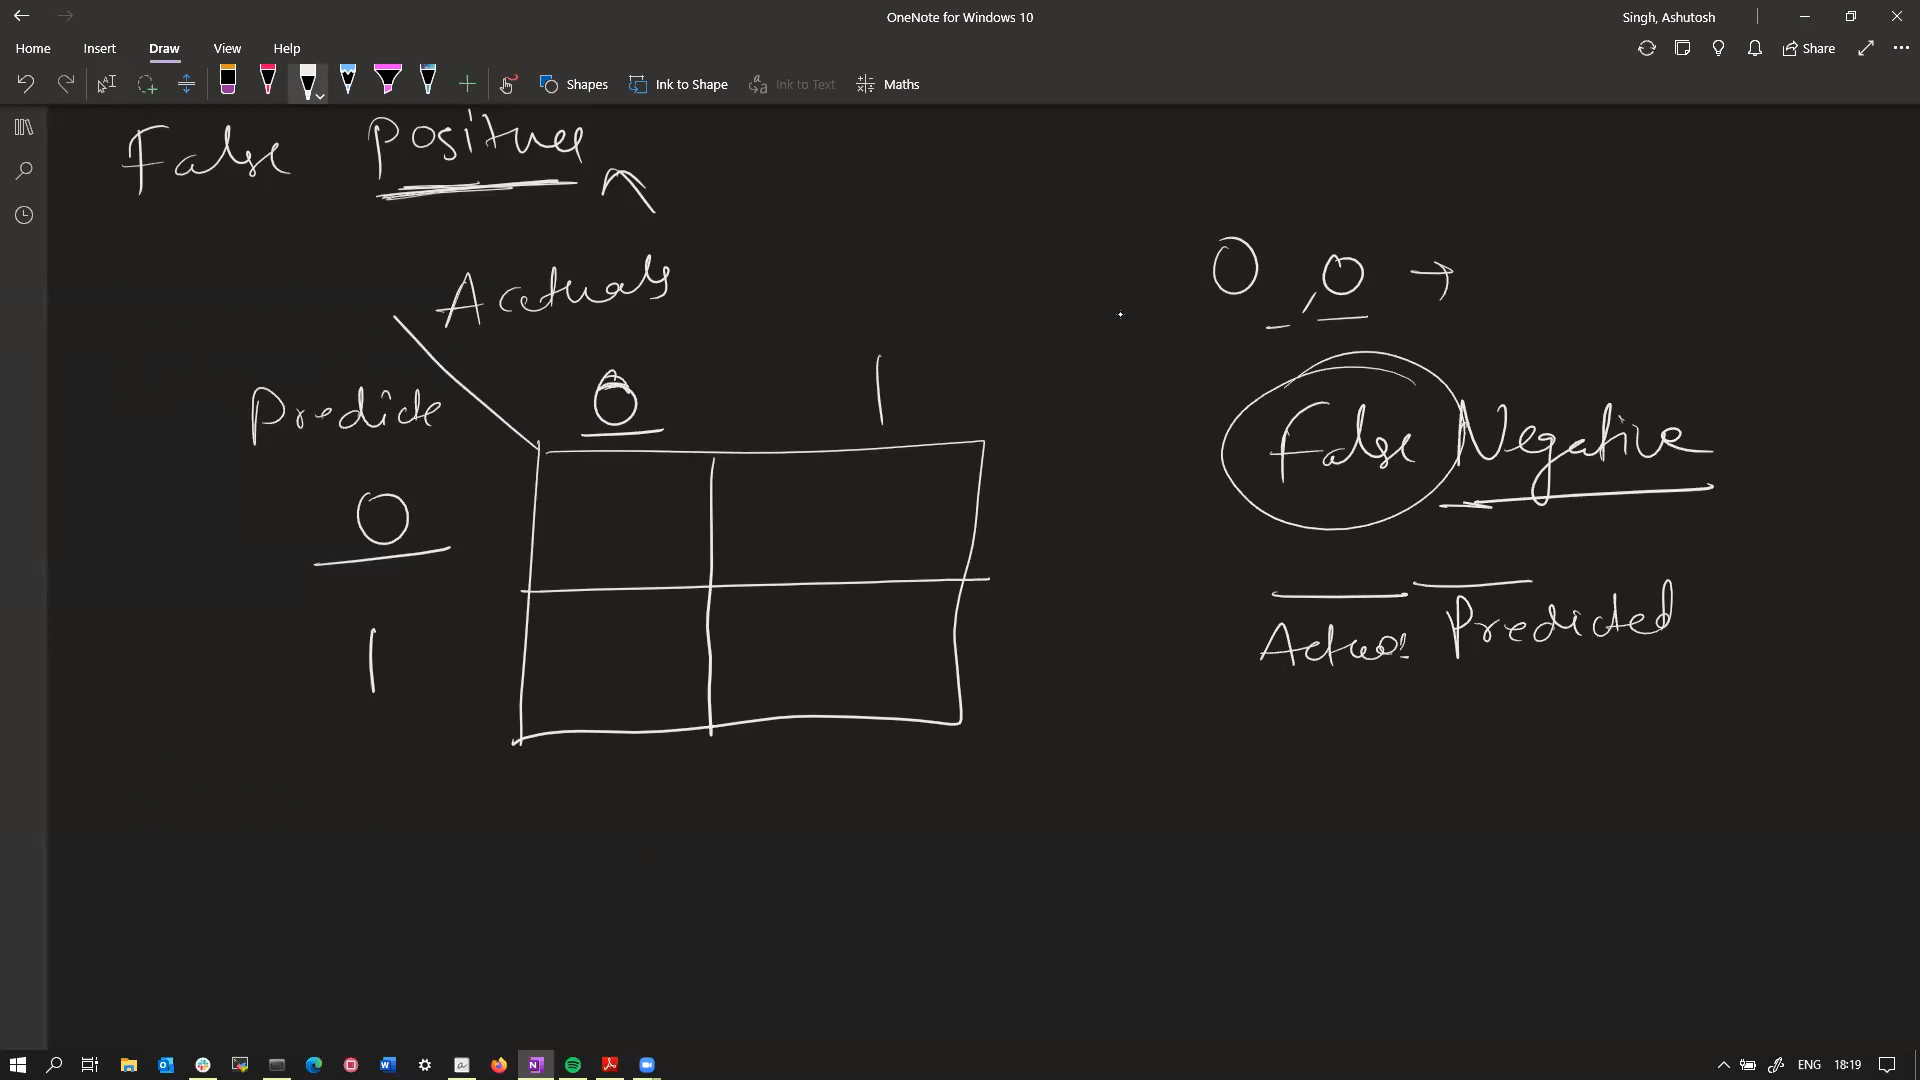 OneNote for Windows 10
Singh, Ashutosh
Home Insert Draw View Help
Share
Shapes Ink to Shape Ink to Text Maths
False Positive
Actuals
0 , 0 →
Predict 0 1
False Negative
0
1
Actual Predicted
ENG 18:19